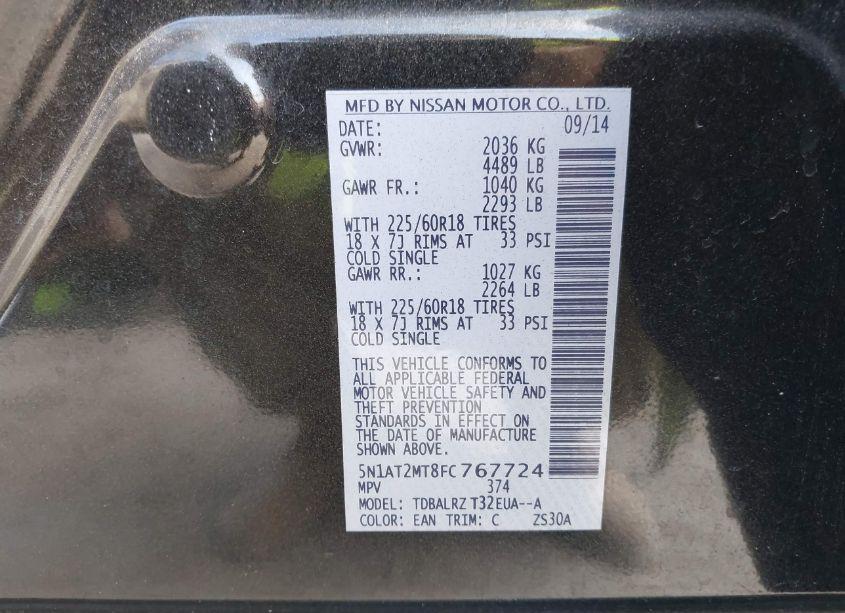 MFD BY NISSAN MOTOR CO., LTD.
DATE: 09/14
GVWR: 2036 KG
4489 LB
GAWR FR.: 1040 KG
2293 LB
WITH 225/60R18 TIRES
18 X 7J RIMS AT 33 PSI
COLD SINGLE
GAWR RR.: 1027 KG
2264 LB
WITH 225/60R18 TIRES
18 X 7J RIMS AT 33 PSI
COLD SINGLE
THIS VEHICLE CONFORMS TO
ALL APPLICABLE FEDERAL
MOTOR VEHICLE SAFETY AND
THEFT PREVENTION
STANDARDS IN EFFECT ON
THE DATE OF MANUFACTURE
SHOWN ABOVE.
5N1AT2MT8FC767724
MPV 374
MODEL: TDBALRZ T32EUA--A
COLOR: EAN TRIM: C ZS30A